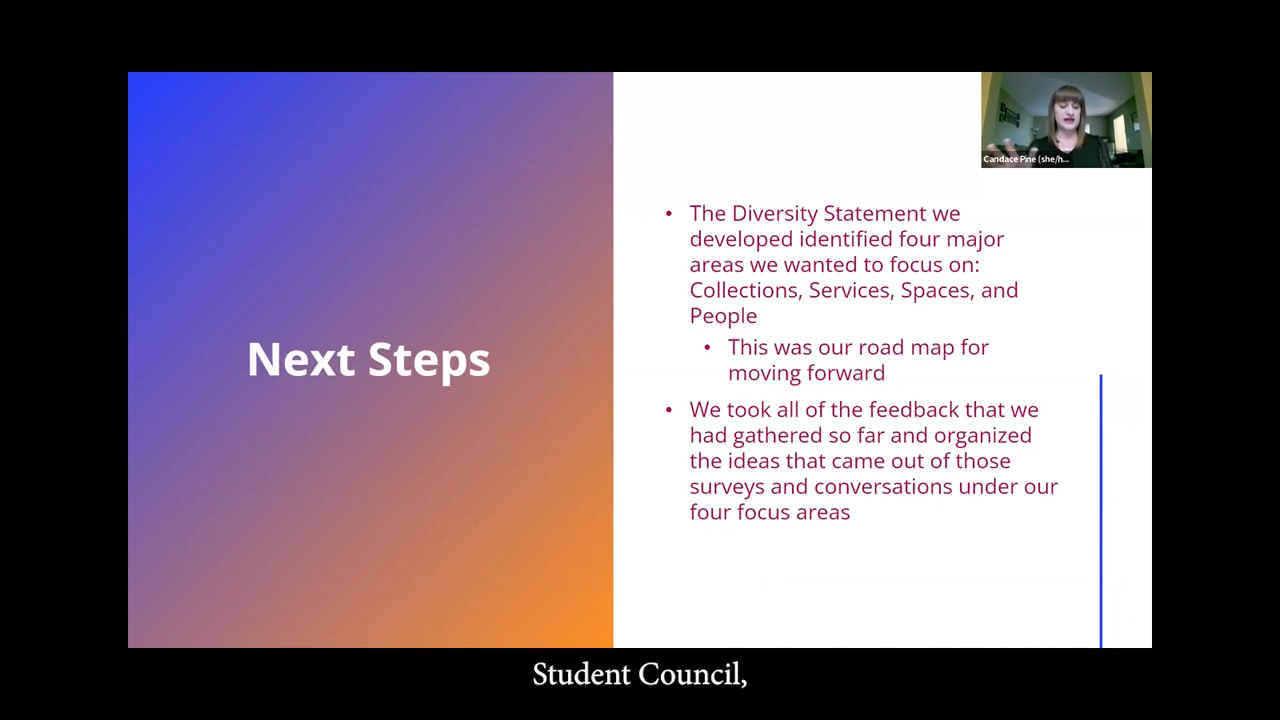 Candace Pine (she/h...
Next Steps
• The Diversity Statement we
developed identified four major
areas we wanted to focus on:
Collections, Services, Spaces, and
People
• This was our road map for
moving forward
• We took all of the feedback that we
had gathered so far and organized
the ideas that came out of those
surveys and conversations under our
four focus areas
Student Council,